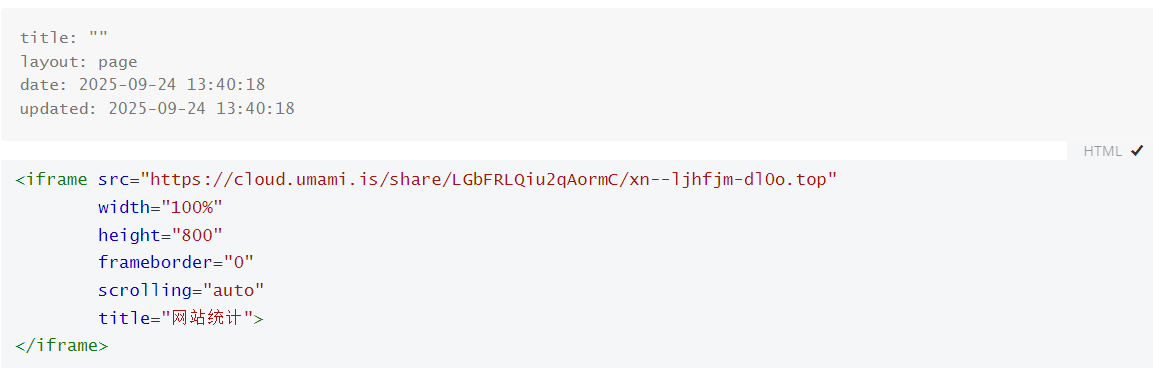 title: ""
layout: page
date: 2025-09-24 13:40:18
updated: 2025-09-24 13:40:18
HTML
<iframe src="https://cloud.umami.is/share/LGbFRLQiu2qAormC/xn--ljhfjm-dl0o.top"
width="100%"
height="800"
frameborder="0"
scrolling="auto"
title="网站统计">
</iframe>